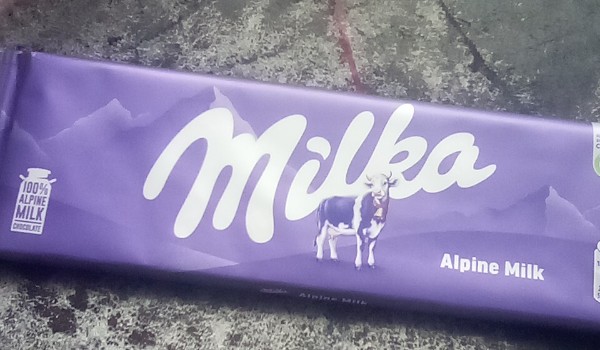 Milka
100%
ALPINE
MILK
CHOCOLATE
Alpine Milk
Alpine Milk